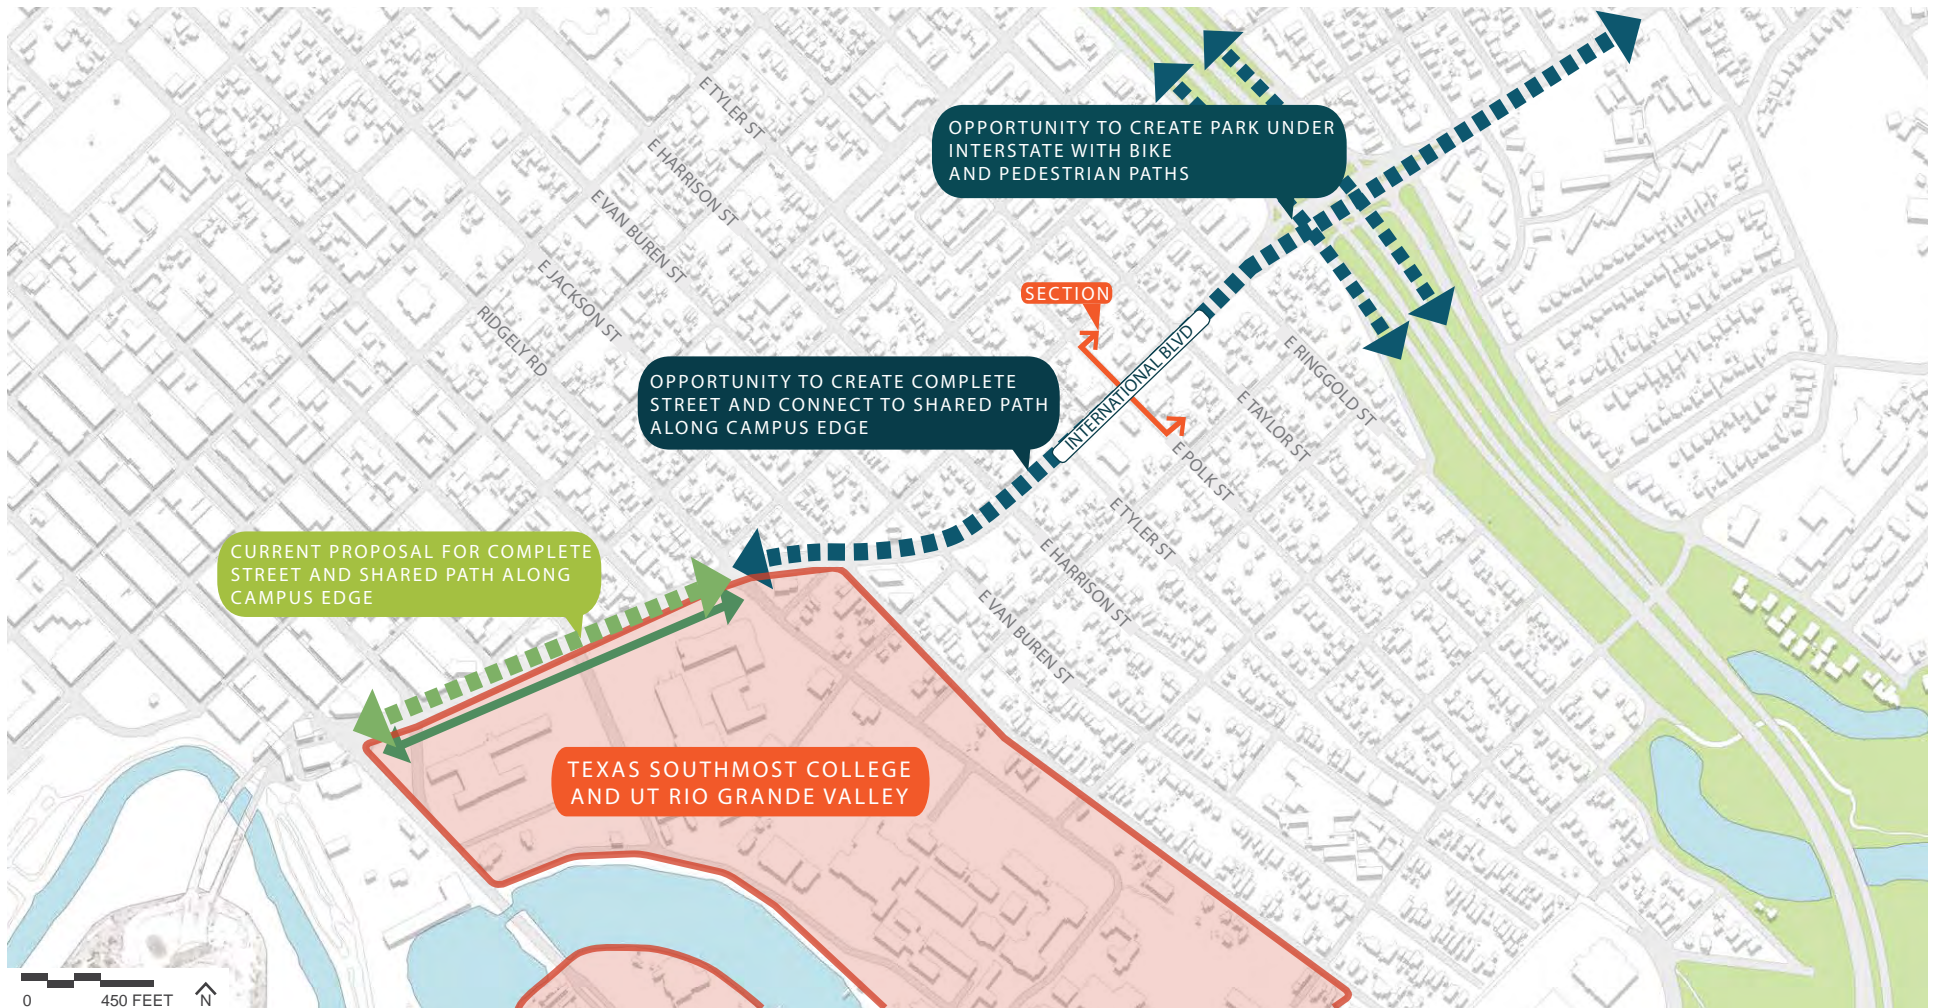 E TYLER ST
E HARRISON ST
E VAN BUREN ST
E JACKSON ST
RIDGELY RD
OPPORTUNITY TO CREATE PARK UNDER
INTERSTATE WITH BIKE
AND PEDESTRIAN PATHS
SECTION
INTERNATIONAL BLVD
OPPORTUNITY TO CREATE COMPLETE
STREET AND CONNECT TO SHARED PATH
ALONG CAMPUS EDGE
E RINGGOLD ST
E TAYLOR ST
E POLK ST
E TYLER ST
E HARRISON ST
E VAN BUREN ST
CURRENT PROPOSAL FOR COMPLETE
STREET AND SHARED PATH ALONG
CAMPUS EDGE
TEXAS SOUTHMOST COLLEGE
AND UT RIO GRANDE VALLEY
0 450 FEET N